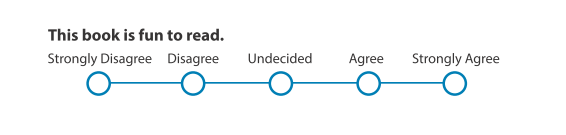 This book is fun to read.
Strongly Disagree Disagree Undecided Agree Strongly Agree